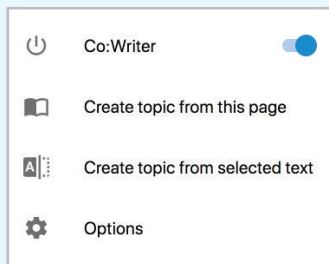 Co:Writer
Create topic from this page
Create topic from selected text
Options